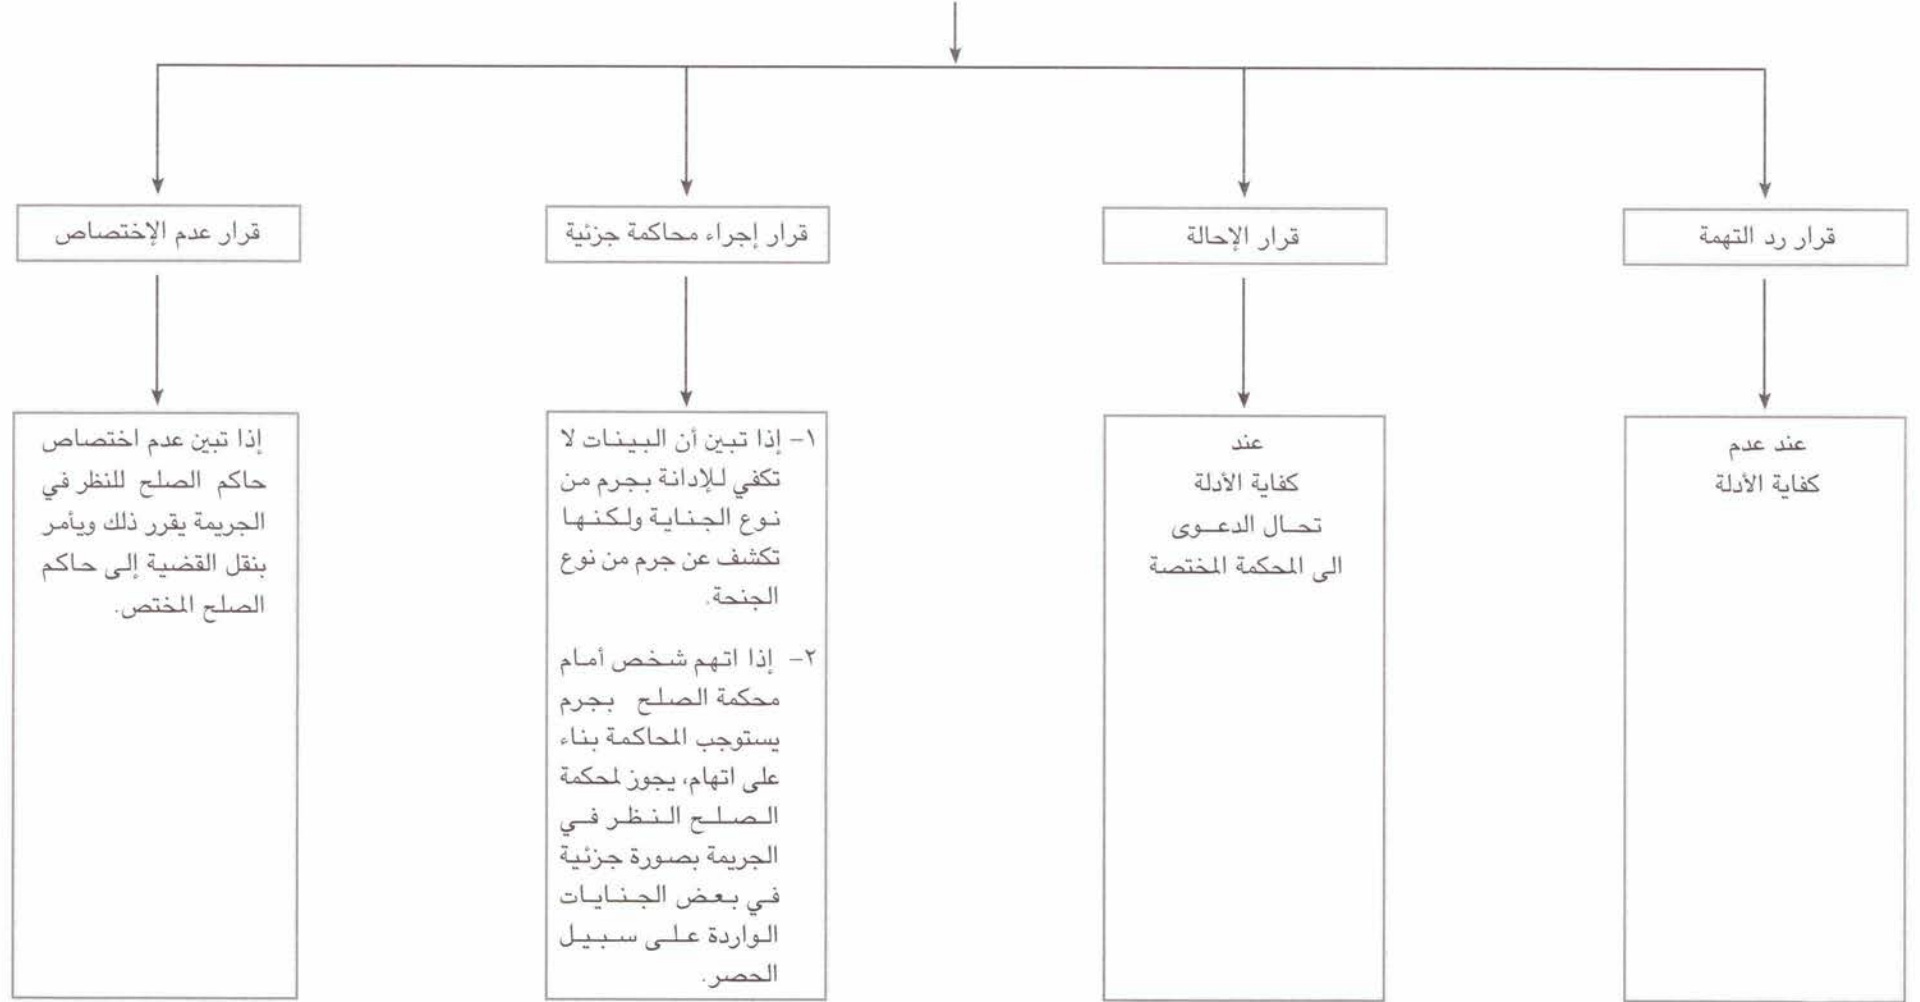 قرار رد التهمة
قرار الإحالة
قرار إجراء محاكمة جزئية
قرار عدم الإختصاص
عند عدم
كفاية الأدلة
عند
كفاية الأدلة
تحال الدعوى
الى المحكمة المختصة
١- إذا تبين أن البينات لا
تكفي للإدانة بجرم من
نوع الجناية ولكنها
تكشف عن جرم من نوع
الجنحة.
٢- إذا اتهم شخص أمام
محكمة الصلح بجرم
يستوجب المحاكمة بناء
على اتهام، يجوز لمحكمة
الصلح النظر في
الجريمة بصورة جزئية
في بعض الجنايات
الواردة على سبيل
الحصر.
إذا تبين عدم اختصاص
حاكم الصلح للنظر في
الجريمة يقرر ذلك ويأمر
بنقل القضية إلى حاكم
الصلح المختص.